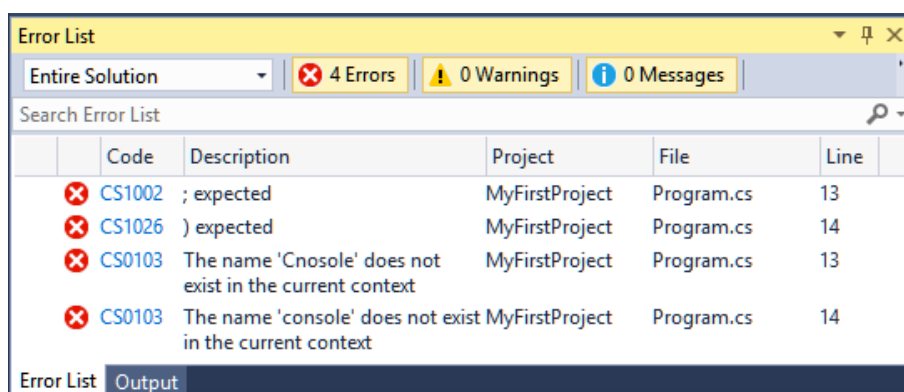 Error List
Entire Solution 4 Errors 0 Warnings 0 Messages
Search Error List
Code Description Project File Line
CS1002 ; expected MyFirstProject Program.cs 13
CS1026 ) expected MyFirstProject Program.cs 14
CS0103 The name 'Cnosole' does not MyFirstProject Program.cs 13
exist in the current context
CS0103 The name 'console' does not exist MyFirstProject Program.cs 14
in the current context
Error List Output